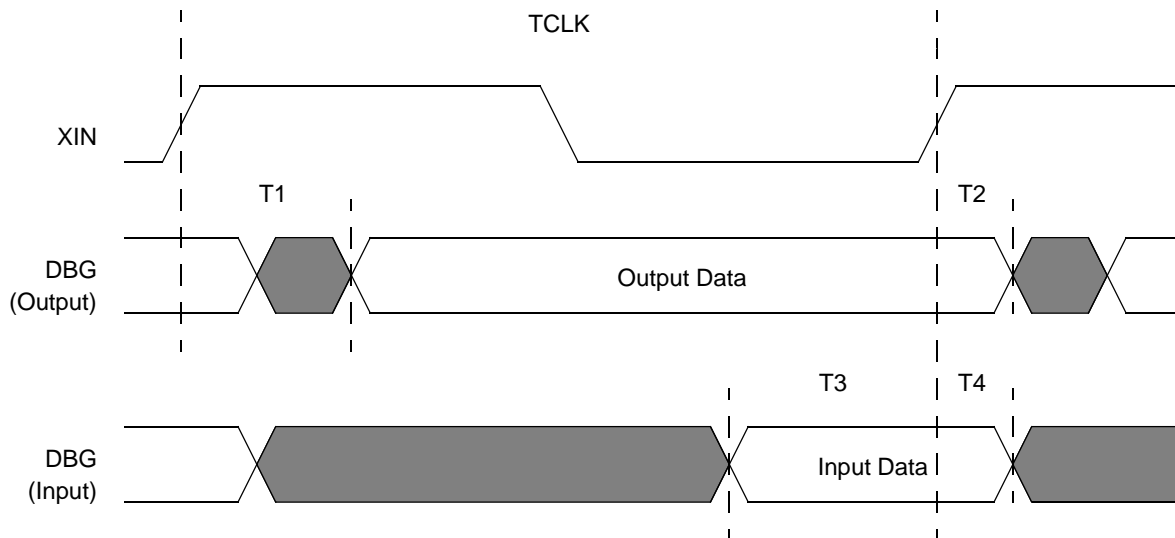 TCLK
XIN
T1
T2
DBG
(Output)
Output Data
T3
T4
DBG
(Input)
Input Data